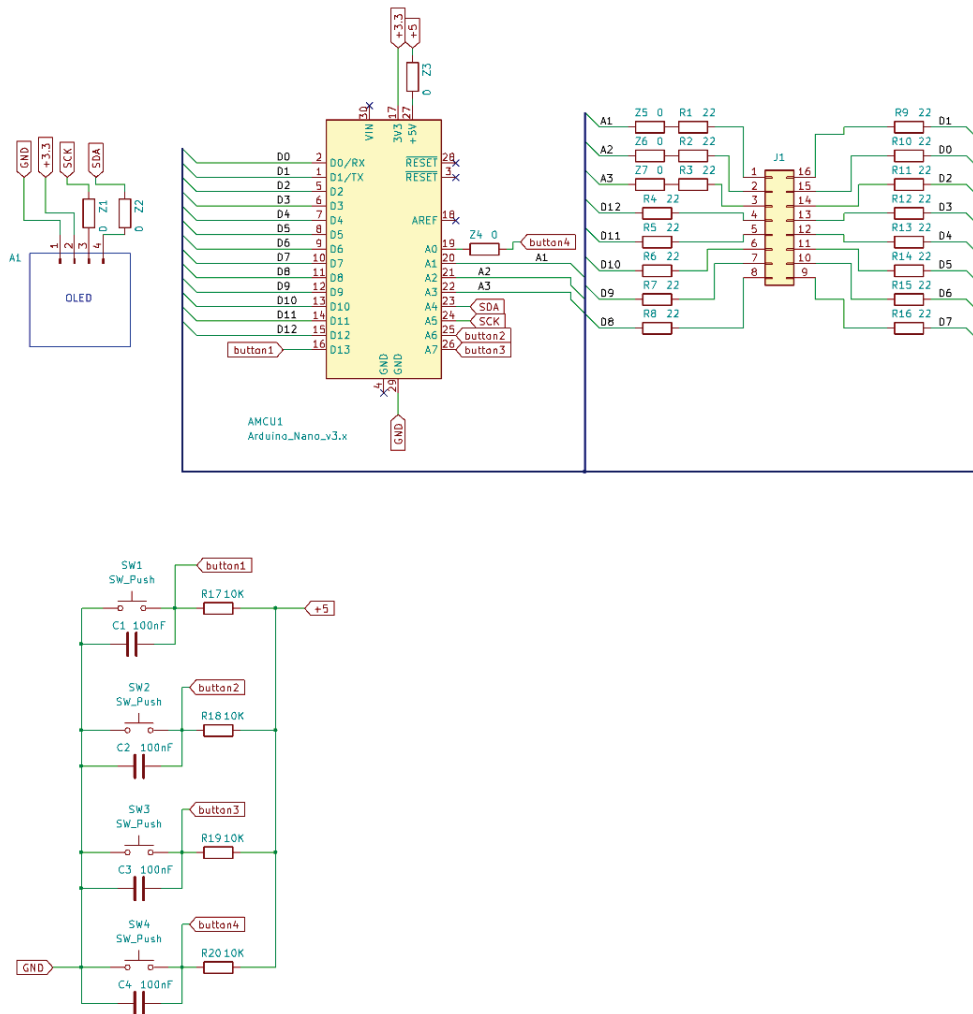 +3.3
+5
Z3
0
30
17
27
VIN
3V3
+5V
GND
+3.3
SCK
SDA
Z1
0
Z2
0
1
2
3
4
A1
OLED
D0 2 D0/RX
D1 1 D1/TX
D2 5 D2
D3 6 D3
D4 7 D4
D5 8 D5
D6 9 D6
D7 10 D7
D8 11 D8
D9 12 D9
D10 13 D10
D11 14 D11
D12 15 D12
button1 16 D13
RESET 28
RESET 3
AREF 18
A0 19 Z4 0 button4
A1 20 A1
A2 21 A2
A3 22 A3
A4 23 SDA
A5 24 SCK
A6 25 button2
A7 26 button3
GND
GND
4
29
GND
AMCU1
Arduino_Nano_v3.x
A1 Z5 0 R1 22
A2 Z6 0 R2 22
A3 Z7 0 R3 22
D12 R4 22
D11 R5 22
D10 R6 22
D9 R7 22
D8 R8 22
J1
1 16
2 15
3 14
4 13
5 12
6 11
7 10
8 9
R9 22 D1
R10 22 D0
R11 22 D2
R12 22 D3
R13 22 D4
R14 22 D5
R15 22 D6
R16 22 D7
SW1
SW_Push
button1
R17 10K
+5
C1 100nF
SW2
SW_Push
button2
R18 10K
C2 100nF
SW3
SW_Push
button3
R19 10K
C3 100nF
SW4
SW_Push
button4
R20 10K
GND
C4 100nF